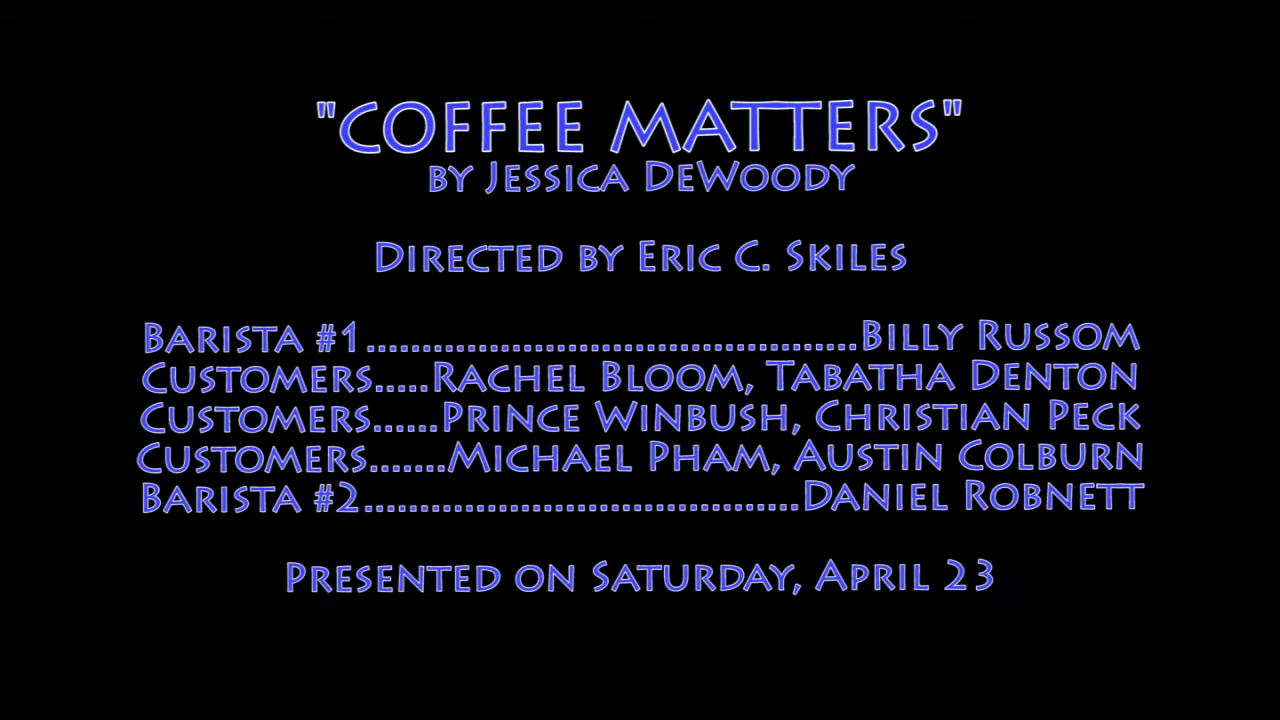 "COFFEE MATTERS"
BY JESSICA DEWOODY
DIRECTED BY ERIC C. SKILES
BARISTA #1.................................................BILLY RUSSOM
CUSTOMERS.....RACHEL BLOOM, TABATHA DENTON
CUSTOMERS......PRINCE WINBUSH, CHRISTIAN PECK
CUSTOMERS.......MICHAEL PHAM, AUSTIN COLBURN
BARISTA #2...........................................DANIEL ROBNETT
PRESENTED ON SATURDAY, APRIL 23